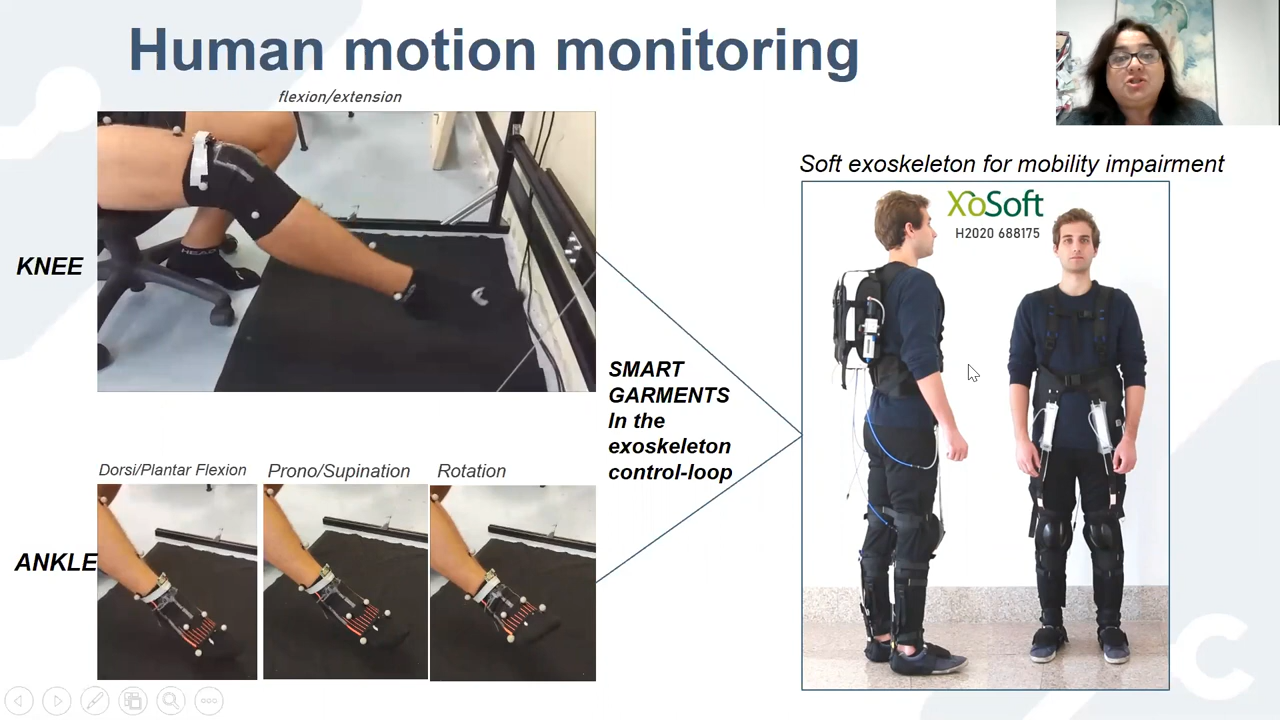 Human motion monitoring
flexion/extension
KNEE
HEAD
Soft exoskeleton for mobility impairment
XoSoft
H2020 688175
SMART
GARMENTS
In the
exoskeleton
control-loop
Dorsi/Plantar Flexion
Prono/Supination
Rotation
ANKLE